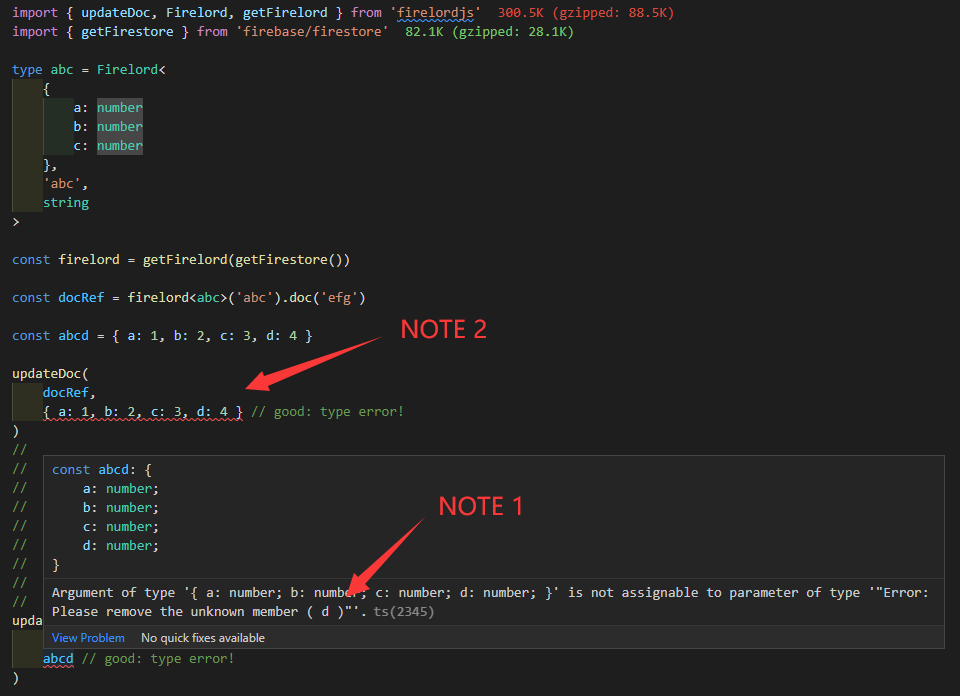 import { updateDoc, Firelord, getFirelord } from 'firelordjs' 300.5K (gzipped: 88.5K)
import { getFirestore } from 'firebase/firestore' 82.1K (gzipped: 28.1K)
type abc = Firelord<
{
a: number
b: number
c: number
},
'abc',
string
>
const firelord = getFirelord(getFirestore())
const docRef = firelord<abc>('abc').doc('efg')
const abcd = { a: 1, b: 2, c: 3, d: 4 }
NOTE 2
updateDoc(
docRef,
{ a: 1, b: 2, c: 3, d: 4 } // good: type error!
)
//
// const abcd: {
// a: number;
// b: number;
NOTE 1
// c: number;
// d: number;
// }
// Argument of type '{ a: number; b: number; c: number; d: number; }' is not assignable to parameter of type '"Error:
// Please remove the unknown member ( d )"'. ts(2345)
upda
View Problem No quick fixes available
abcd // good: type error!
)